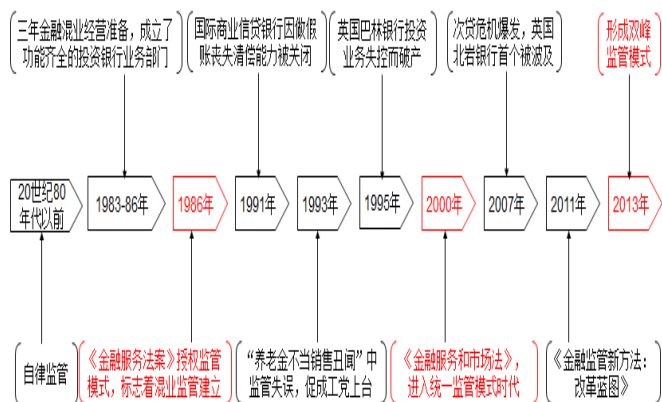 三年金融混业经营准备，成立了
功能齐全的投资银行业务部门
国际商业信贷银行因做假
账丧失清偿能力被关闭
英国巴林银行投资
业务失控而破产
次贷危机爆发，英国
北岩银行首个被波及
形成双峰
监管模式
20世纪80
年代以前
1983-86年
1986年
1991年
1993年
1995年
2000年
2007年
2011年
2013年
自律监管
《金融服务法案》授权监管
模式，标志着混业监管建立
“养老金不当销售丑闻”中
监管失误，促成工党上台
《金融服务和市场法》，
进入统一监管模式时代
《金融监管新方法：
改革蓝图》